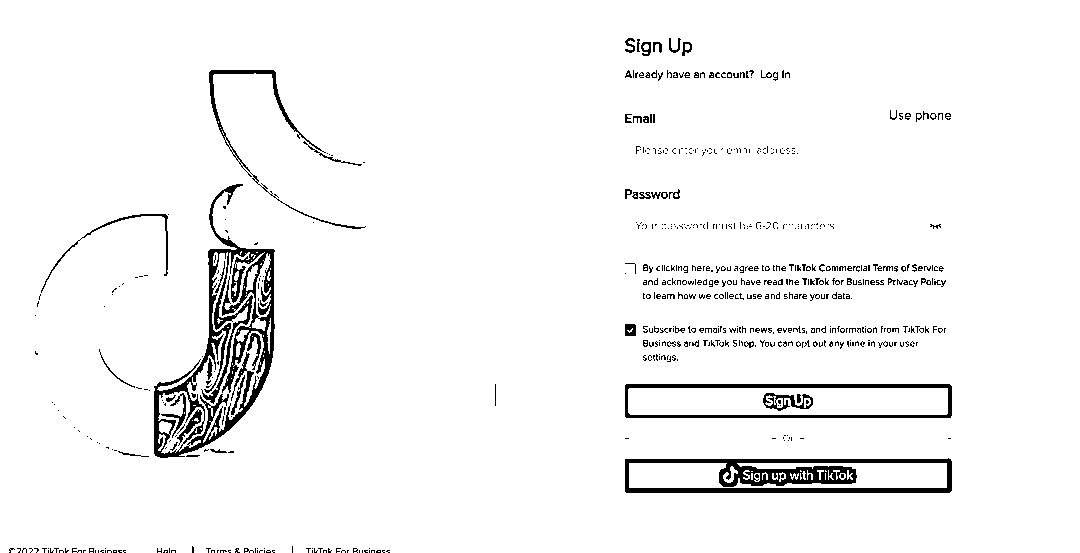 Sign Up
Already have an account? Log In
Email
Use phone
Please enter your email address.
Password
Your password must be 6-20 characters
By clicking here, you agree to the TikTok Commercial Terms of Service
and acknowledge you have read the TikTok for Business Privacy Policy
to learn how we collect, use and share your data.
Subscribe to emails with news, events, and information from TikTok For
Business and TikTok Shop. You can opt out any time in your user
settings.
Sign Up
Or
Sign up with TikTok
©2022 TikTok For Business Help | Terms & Policies | TikTok For Business